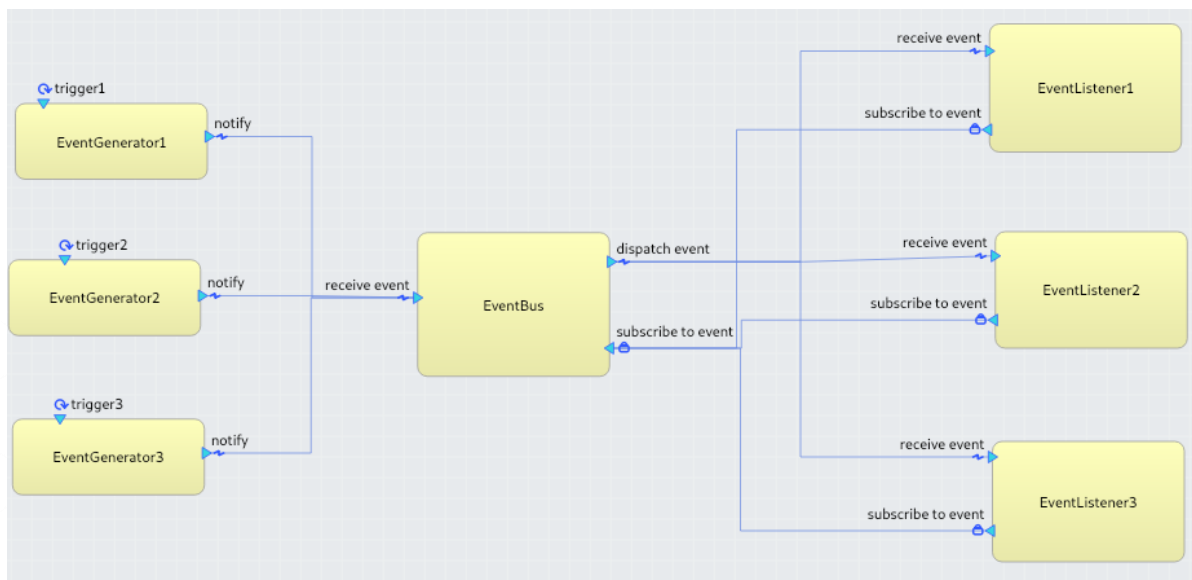 trigger1
notify
EventGenerator1
trigger2
notify
EventGenerator2
trigger3
notify
EventGenerator3
receive event
EventBus
dispatch event
subscribe to event
receive event
EventListener1
subscribe to event
receive event
EventListener2
subscribe to event
receive event
EventListener3
subscribe to event